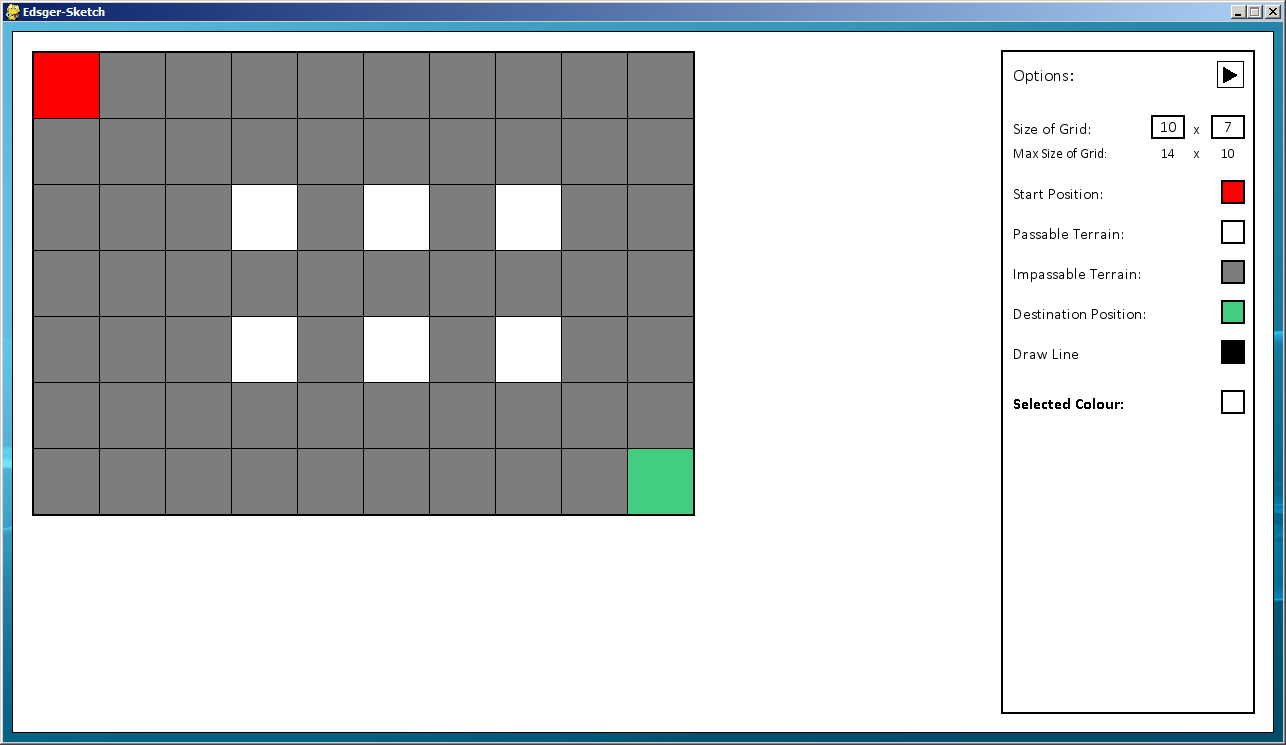 Edsger-Sketch
Options:
Size of Grid: 10 x 7
Max Size of Grid: 14 x 10
Start Position:
Passable Terrain:
Impassable Terrain:
Destination Position:
Draw Line
Selected Colour: